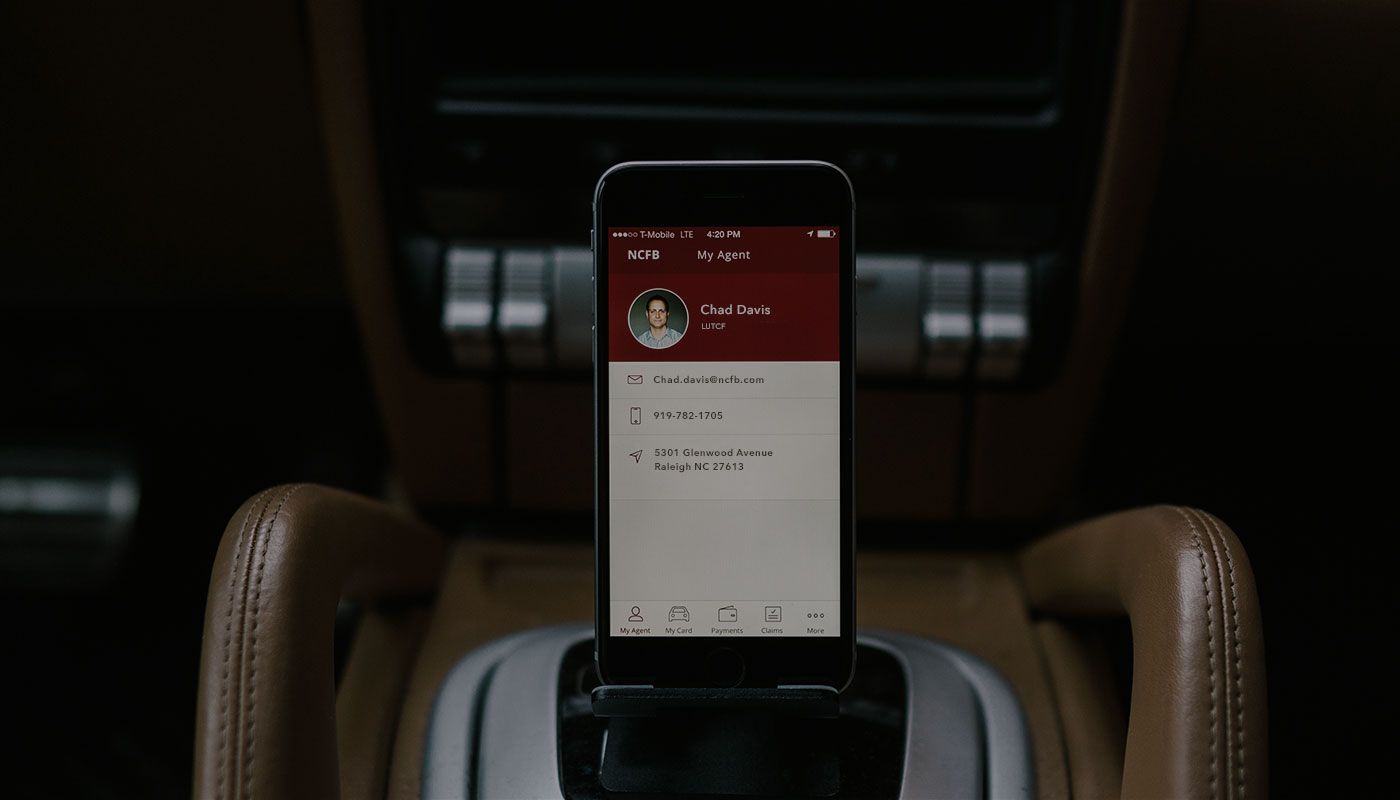 ●●●○○ T-Mobile LTE 4:20 PM
NCFB My Agent
Chad Davis
LUTCF
Chad.davis@ncfb.com
919-782-1705
5301 Glenwood Avenue
Raleigh NC 27613
My Agent My Card Payments Claims More